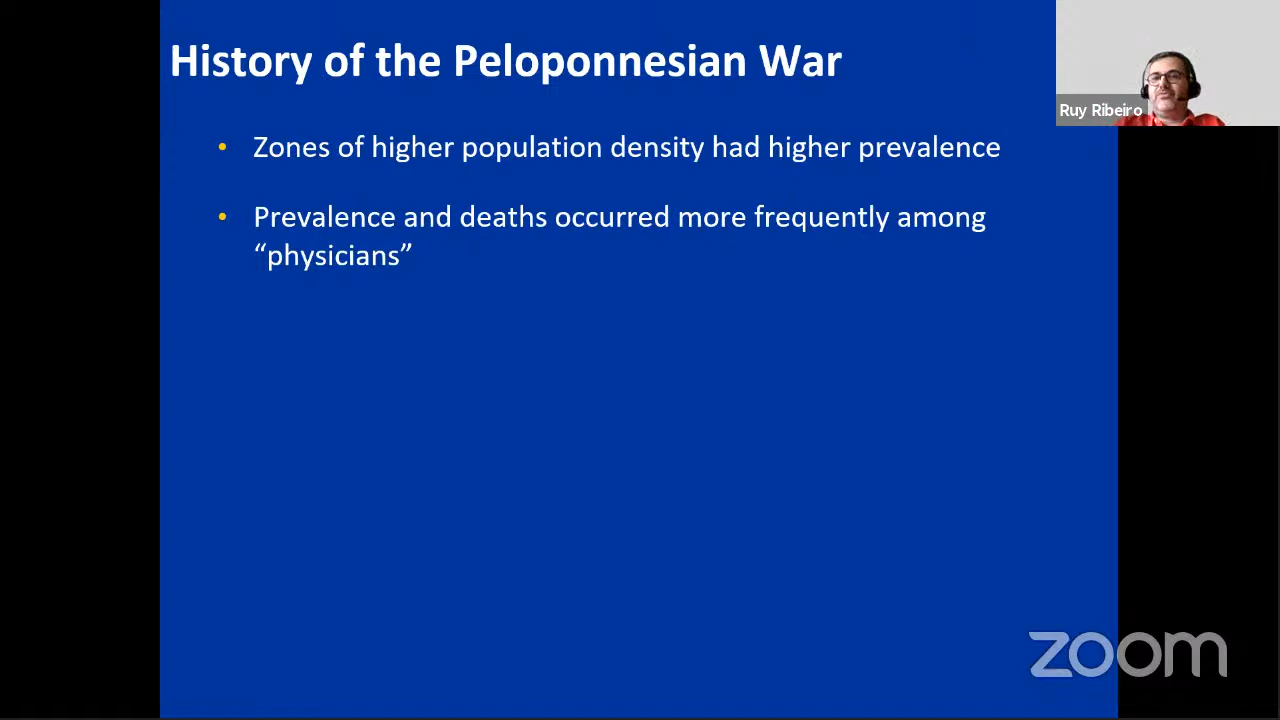 History of the Peloponnesian War
Ruy Ribeiro
• Zones of higher population density had higher prevalence
• Prevalence and deaths occurred more frequently among
“physicians”
zoom